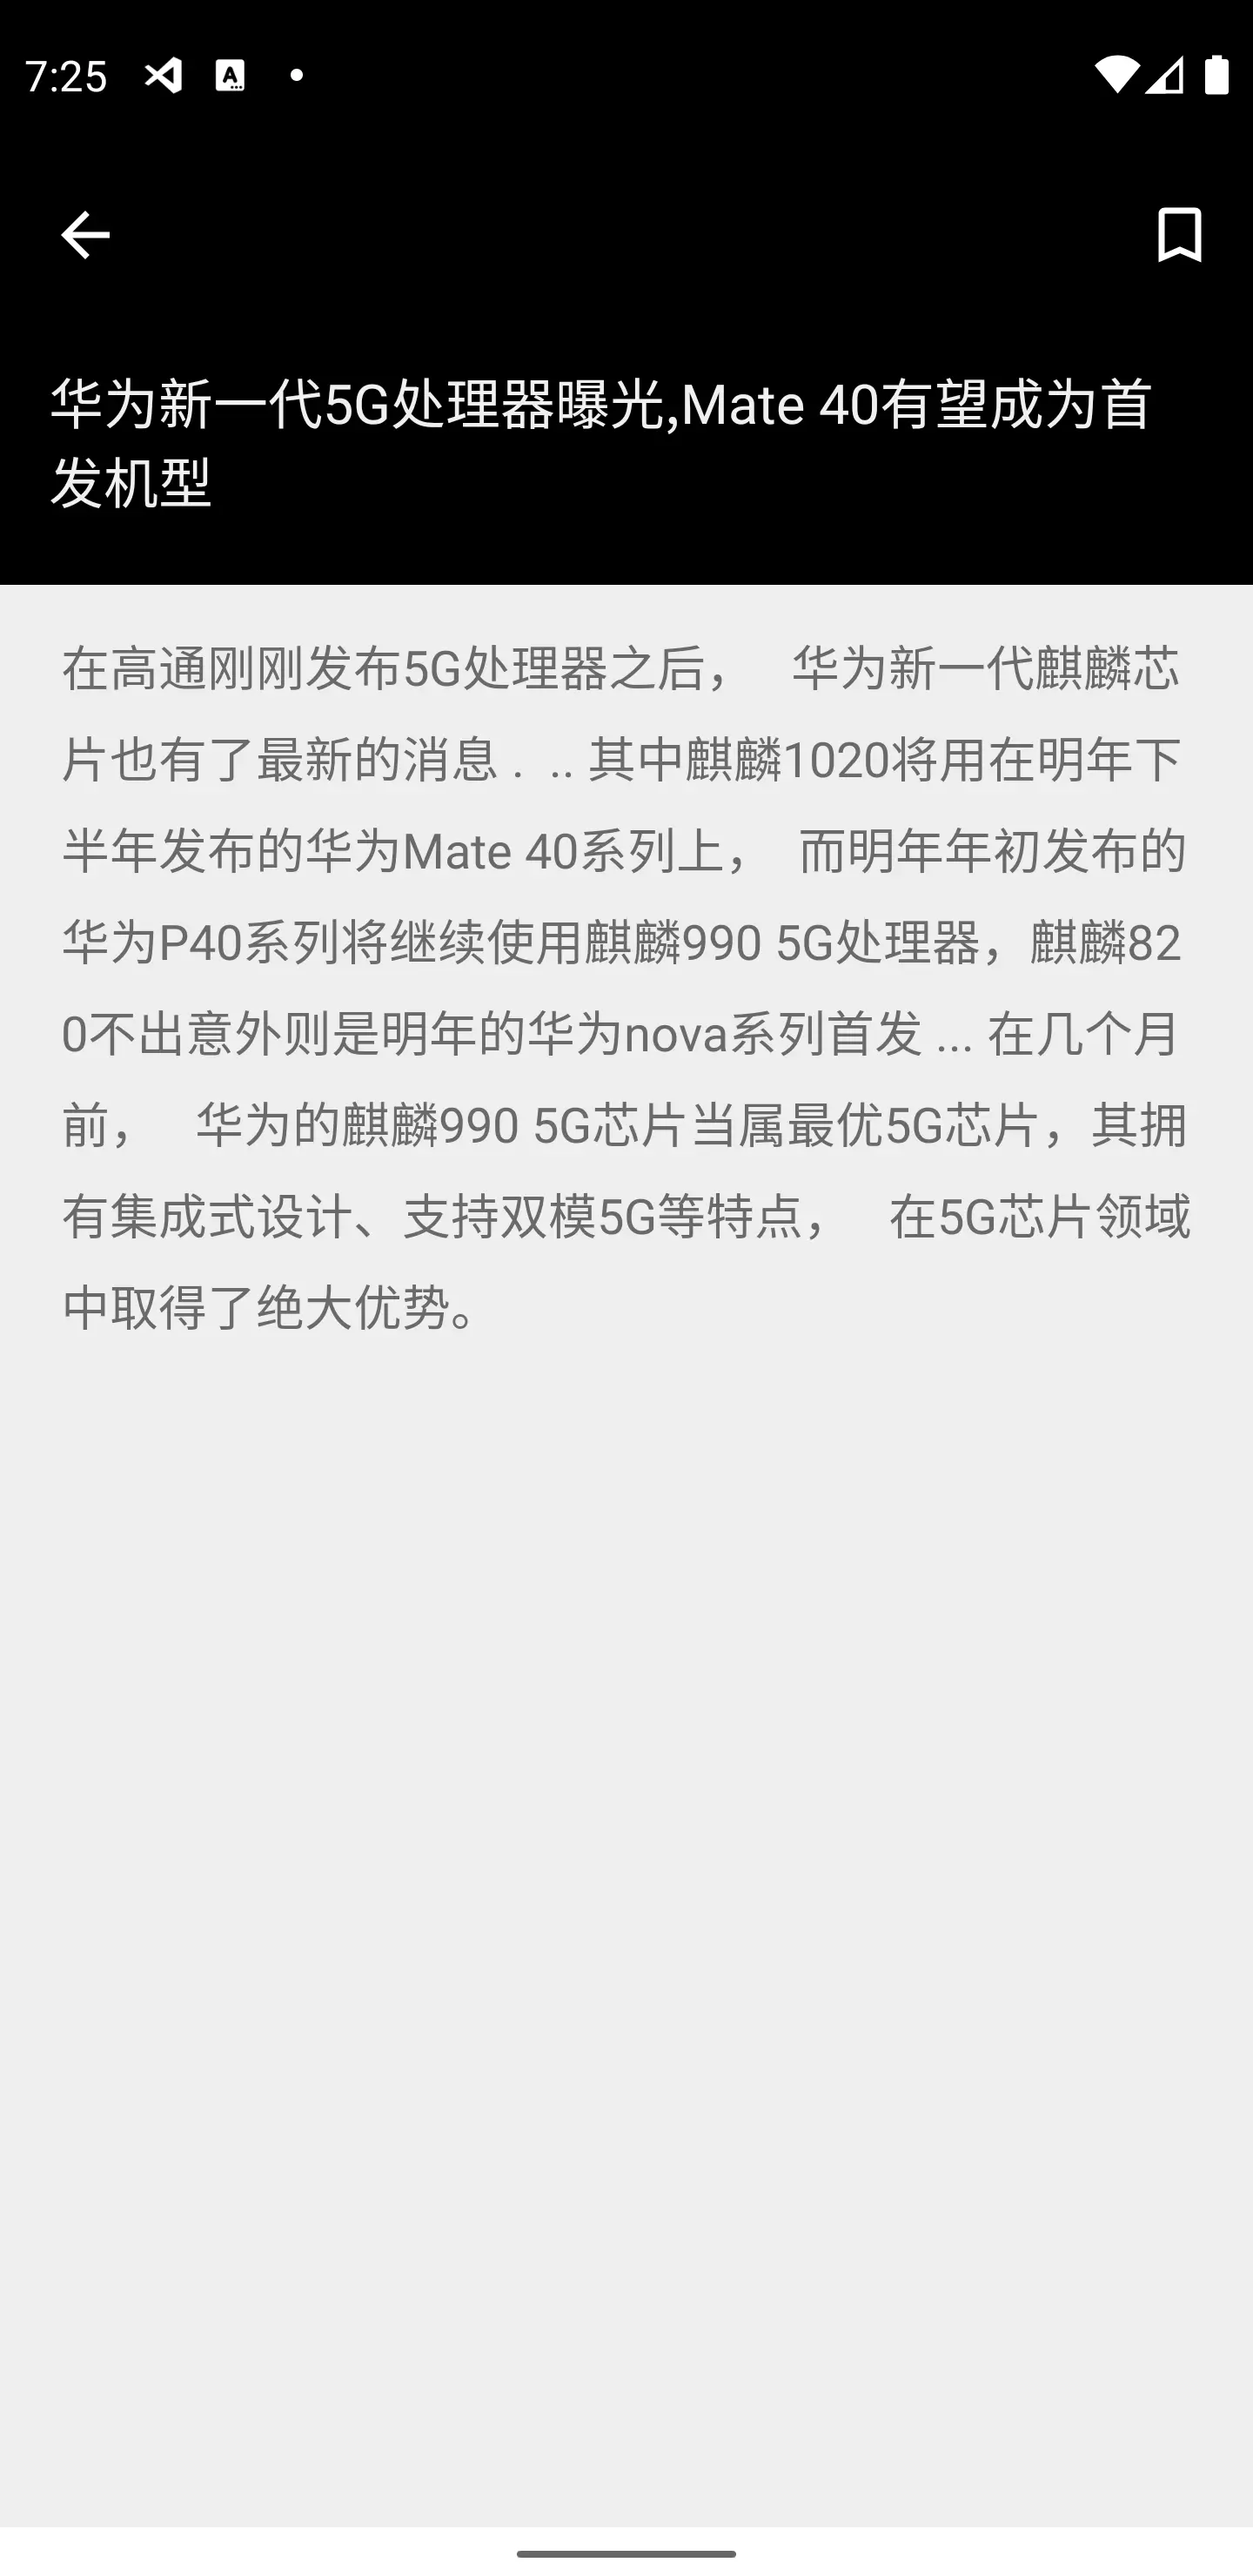 7:25
华为新一代5G处理器曝光,Mate 40有望成为首
发机型
在高通刚刚发布5G处理器之后，　华为新一代麒麟芯
片也有了最新的消息 . .. 其中麒麟1020将用在明年下
半年发布的华为Mate 40系列上，　而明年年初发布的
华为P40系列将继续使用麒麟990 5G处理器，麒麟82
0不出意外则是明年的华为nova系列首发 ... 在几个月
前，　华为的麒麟990 5G芯片当属最优5G芯片，其拥
有集成式设计、支持双模5G等特点，　在5G芯片领域
中取得了绝大优势。